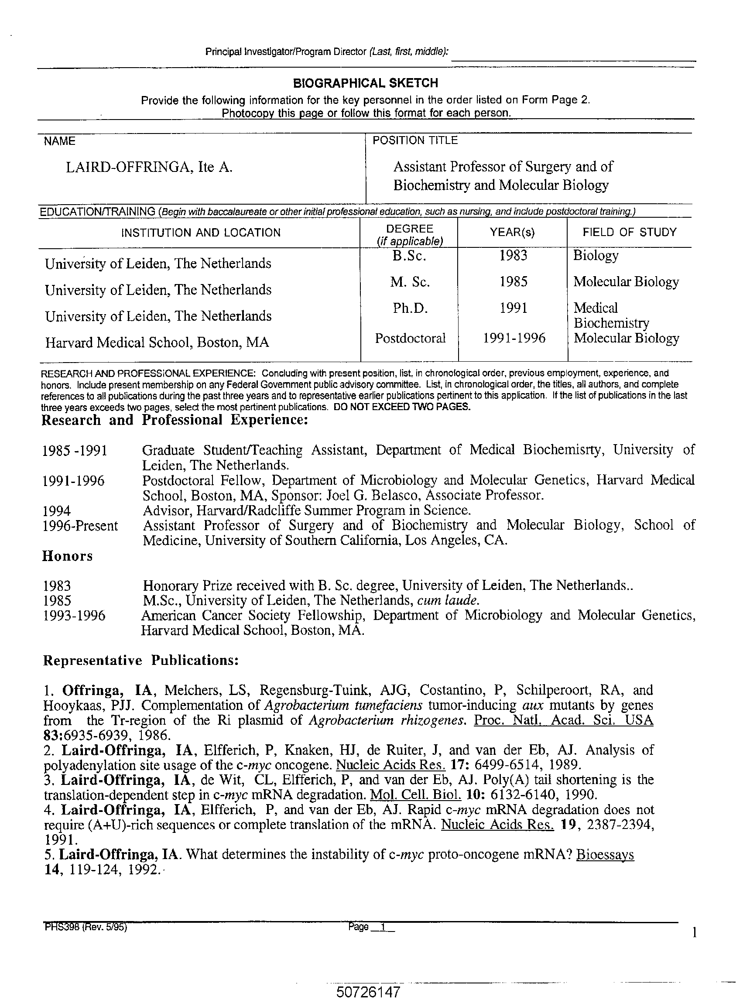 Principal Investigator/Program Director (Last, first, middle):
BIOGRAPHICAL SKETCH
Provide the following information for the key personnel in the order listed on Form Page 2.
Photocopy this page or follow this format for each person.
NAME
POSITION TITLE
LAIRD-OFFRINGA, Ite A.
Assistant Professor of Surgery and of
Biochemistry and Molecular Biology
EDUCATION/TRAINING (Begin with baccalaureate or other initial professional education, such as nursing, and include postdoctoral training.)
INSTITUTION AND LOCATION
DEGREE
(if applicable)
YEAR(s)
FIELD OF STUDY
University of Leiden, The Netherlands
B.Sc.
1983
Biology
University of Leiden, The Netherlands
M. Sc.
1985
Molecular Biology
University of Leiden, The Netherlands
Ph.D.
1991
Medical
Biochemistry
Harvard Medical School, Boston, MA
Postdoctoral
1991-1996
Molecular Biology
RESEARCH AND PROFESSIONAL EXPERIENCE: Concluding with present position, list, in chronological order, previous employment, experience, and
honors. Include present membership on any Federal Government public advisory committee. List, in chronological order, the titles, all authors, and complete
references to all publications during the past three years and to representative earlier publications pertinent to this application. If the list of publications in the last
three years exceeds two pages, select the most pertinent publications. DO NOT EXCEED TWO PAGES.
Research and Professional Experience:
1985 -1991 Graduate Student/Teaching Assistant, Department of Medical Biochemisrty, University of
Leiden, The Netherlands.
1991-1996 Postdoctoral Fellow, Department of Microbiology and Molecular Genetics, Harvard Medical
School, Boston, MA, Sponsor: Joel G. Belasco, Associate Professor.
1994 Advisor, Harvard/Radcliffe Summer Program in Science.
1996-Present Assistant Professor of Surgery and of Biochemistry and Molecular Biology, School of
Medicine, University of Southern California, Los Angeles, CA.
Honors
1983 Honorary Prize received with B. Sc. degree, University of Leiden, The Netherlands..
1985 M.Sc., University of Leiden, The Netherlands, cum laude.
1993-1996 American Cancer Society Fellowship, Department of Microbiology and Molecular Genetics,
Harvard Medical School, Boston, MA.
Representative Publications:
1. Offringa, IA, Melchers, LS, Regensburg-Tuink, AJG, Costantino, P, Schilperoort, RA, and
Hooykaas, PJJ. Complementation of Agrobacterium tumefaciens tumor-inducing aux mutants by genes
from the Tr-region of the Ri plasmid of Agrobacterium rhizogenes. Proc. Natl. Acad. Sci. USA
83:6935-6939, 1986.
2. Laird-Offringa, IA, Elfferich, P, Knaken, HJ, de Ruiter, J, and van der Eb, AJ. Analysis of
polyadenylation site usage of the c-myc oncogene. Nucleic Acids Res. 17: 6499-6514, 1989.
3. Laird-Offringa, IA, de Wit, CL, Elfferich, P, and van der Eb, AJ. Poly(A) tail shortening is the
translation-dependent step in c-myc mRNA degradation. Mol. Cell. Biol. 10: 6132-6140, 1990.
4. Laird-Offringa, IA, Elfferich, P, and van der Eb, AJ. Rapid c-myc mRNA degradation does not
require (A+U)-rich sequences or complete translation of the mRNA. Nucleic Acids Res. 19, 2387-2394,
1991.
5. Laird-Offringa, IA. What determines the instability of c-myc proto-oncogene mRNA? Bioessays
14, 119-124, 1992.
PHS398 (Rev. 5/95)
Page 1
1
50726147